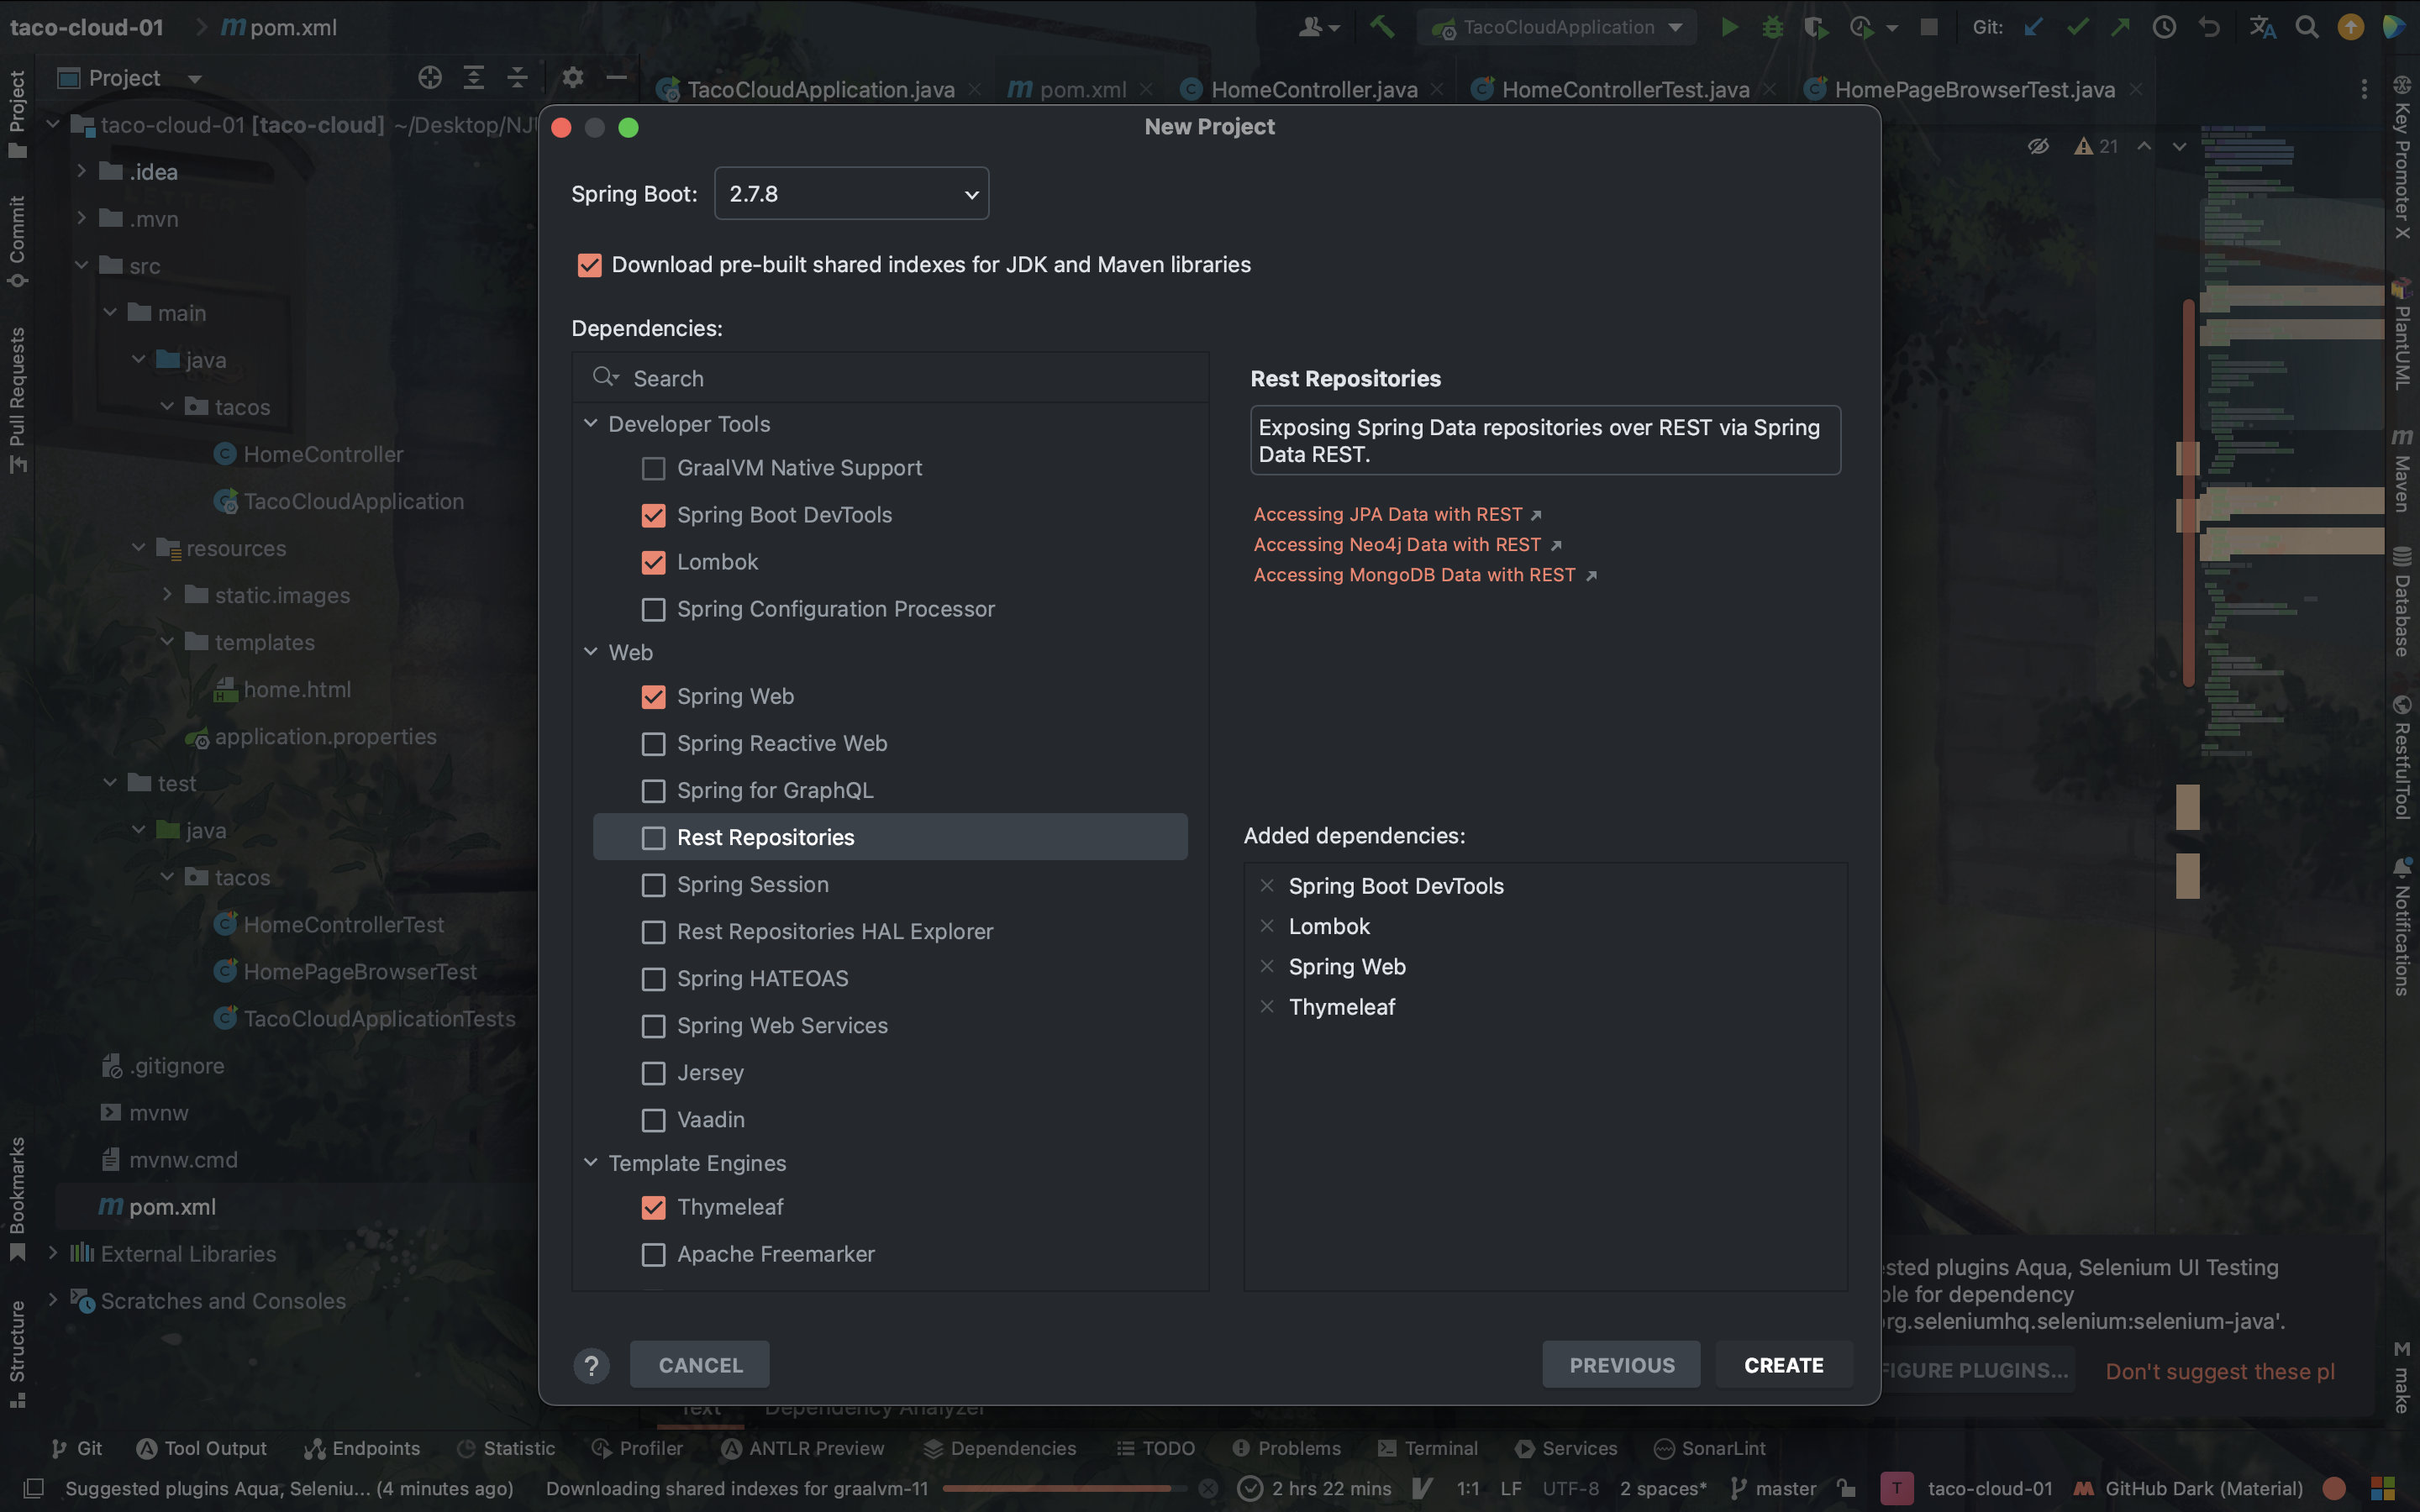 taco-cloud-01 pom.xml
TacoCloudApplication
Git:
Project
TacoCloudApplication.java
pom.xml
HomeController.java
HomeControllerTest.java
HomePageBrowserTest.java
21
Project
Commit
Pull Requests
Bookmarks
Structure
taco-cloud-01 [taco-cloud] ~/Desktop/NJU
.idea
.mvn
src
main
java
tacos
HomeController
TacoCloudApplication
resources
static.images
templates
home.html
application.properties
test
java
tacos
HomeControllerTest
HomePageBrowserTest
TacoCloudApplicationTests
.gitignore
mvnw
mvnw.cmd
pom.xml
External Libraries
Scratches and Consoles
New Project
Spring Boot: 2.7.8
Download pre-built shared indexes for JDK and Maven libraries
Dependencies:
Search
Developer Tools
GraalVM Native Support
Spring Boot DevTools
Lombok
Spring Configuration Processor
Web
Spring Web
Spring Reactive Web
Spring for GraphQL
Rest Repositories
Spring Session
Rest Repositories HAL Explorer
Spring HATEOAS
Spring Web Services
Jersey
Vaadin
Template Engines
Thymeleaf
Apache Freemarker
Rest Repositories
Exposing Spring Data repositories over REST via Spring
Data REST.
Accessing JPA Data with REST
Accessing Neo4j Data with REST
Accessing MongoDB Data with REST
Added dependencies:
Spring Boot DevTools
Lombok
Spring Web
Thymeleaf
?
CANCEL
PREVIOUS
CREATE
Key Promoter X
PlantUML
Maven
Database
RestfulTool
Notifications
make
sted plugins Aqua, Selenium UI Testing
ble for dependency
rg.seleniumhq.selenium:selenium-java'.
FIGURE PLUGINS...
Don't suggest these pl
Text
Dependency Analyzer
Git
Tool Output
Endpoints
Statistic
Profiler
ANTLR Preview
Dependencies
TODO
Problems
Terminal
Services
SonarLint
Suggested plugins Aqua, Seleniu... (4 minutes ago)
Downloading shared indexes for graalvm-11
2 hrs 22 mins
1:1
LF
UTF-8
2 spaces*
master
T
taco-cloud-01
GitHub Dark (Material)